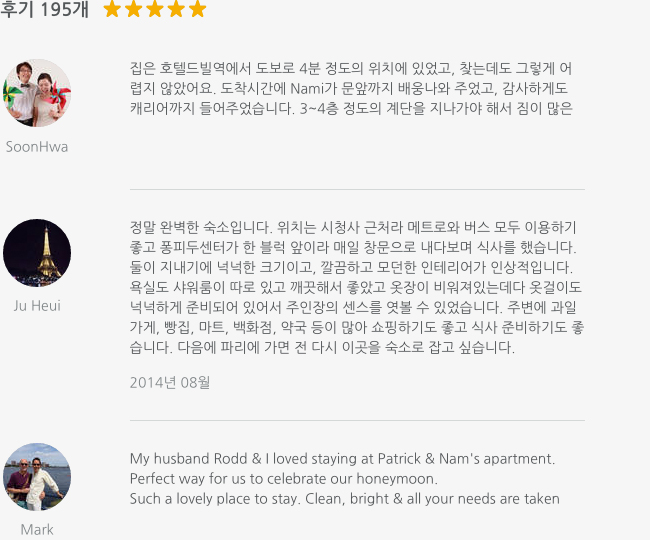 후기 195개
집은 호텔드빌역에서 도보로 4분 정도의 위치에 있었고, 찾는데도 그렇게 어
렵지 않았어요. 도착시간에 Nami가 문앞까지 배웅나와 주었고, 감사하게도
캐리어까지 들어주었습니다. 3~4층 정도의 계단을 지나가야 해서 짐이 많은
SoonHwa
정말 완벽한 숙소입니다. 위치는 시청사 근처라 메트로와 버스 모두 이용하기
좋고 퐁피두센터가 한 블럭 앞이라 매일 창문으로 내다보며 식사를 했습니다.
둘이 지내기에 넉넉한 크기이고, 깔끔하고 모던한 인테리어가 인상적입니다.
욕실도 샤워룸이 따로 있고 깨끗해서 좋았고 옷장이 비워져있는데다 옷걸이도
넉넉하게 준비되어 있어서 주인장의 센스를 엿볼 수 있었습니다. 주변에 과일
가게, 빵집, 마트, 백화점, 약국 등이 많아 쇼핑하기도 좋고 식사 준비하기도 좋
습니다. 다음에 파리에 가면 전 다시 이곳을 숙소로 잡고 싶습니다.
Ju Heui
2014년 08월
My husband Rodd & I loved staying at Patrick & Nam's apartment.
Perfect way for us to celebrate our honeymoon.
Such a lovely place to stay. Clean, bright & all your needs are taken
Mark